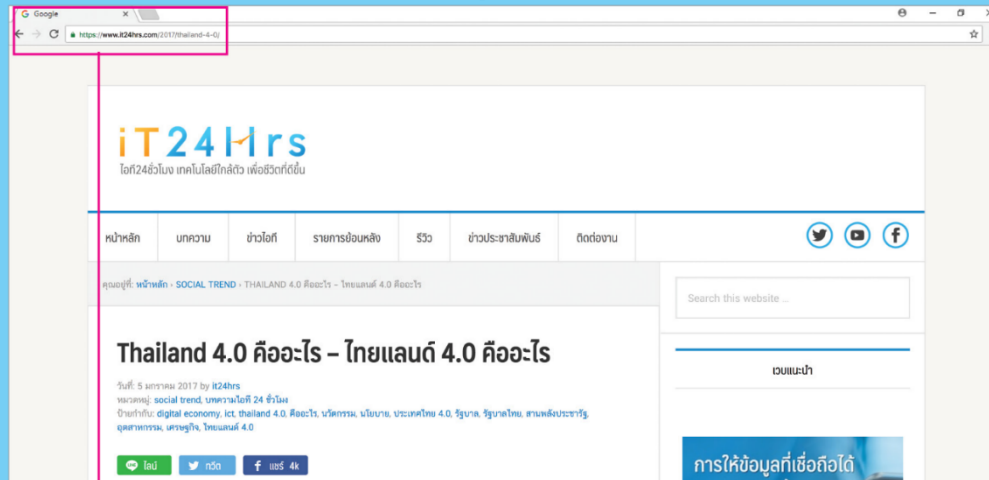 Google
https://www.it24hrs.com/2017/thailand-4-0/
iT24Hrs
ไอที24ชั่วโมง เทคโนโลยีใกล้ตัว เพื่อชีวิตที่ดีขึ้น
หน้าหลัก บทความ ข่าวไอที รายการย้อนหลัง รีวิว ข่าวประชาสัมพันธ์ ติดต่องาน
คุณอยู่ที่: หน้าหลัก › SOCIAL TREND › THAILAND 4.0 คืออะไร – ไทยแลนด์ 4.0 คืออะไร
Search this website ...
Thailand 4.0 คืออะไร – ไทยแลนด์ 4.0 คืออะไร
วันที่: 5 มกราคม 2017 by it24hrs
หมวดหมู่: social trend, บทความไอที 24 ชั่วโมง
ป้ายกำกับ: digital economy, ict, thailand 4.0, คืออะไร, นวัตกรรม, นโยบาย, ประเทศไทย 4.0, รัฐบาล, รัฐบาลไทย, สานพลังประชารัฐ,
อุตสาหกรรม, เศรษฐกิจ, ไทยแลนด์ 4.0
ไลน์ ทวีต แชร์ 4k
เวบแนะนำ
การให้ข้อมูลที่เชื่อถือได้